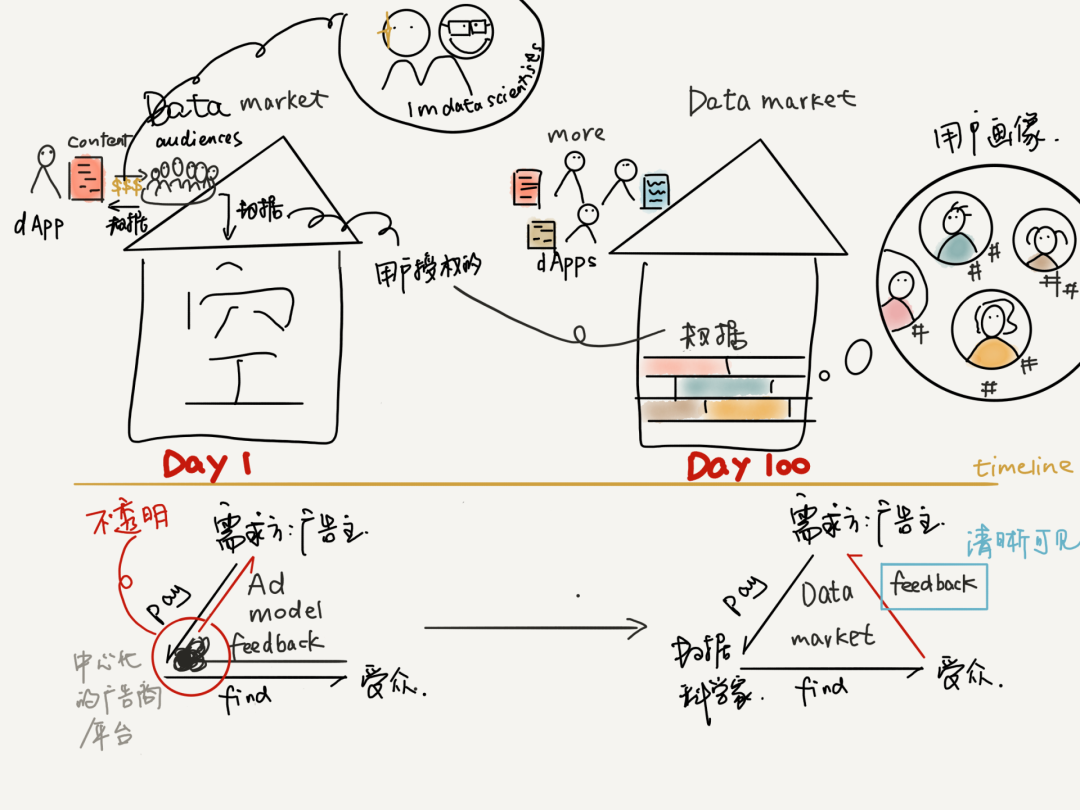 Im data scientists
Data market
content
audiences
$$$
数据
数据
dApp
空
用户授权的
Day 1
Data market
more
dApps
数据
用户画像.
#
#
##
#
#
#
Day 100
timeline
不透明
需求方:广告主.
pay
Ad
model
feedback
find
受众.
中心化
的广告商
平台
需求方:广告主.
清晰可见
pay
Data
market
feedback
数据
科学家.
find
受众.